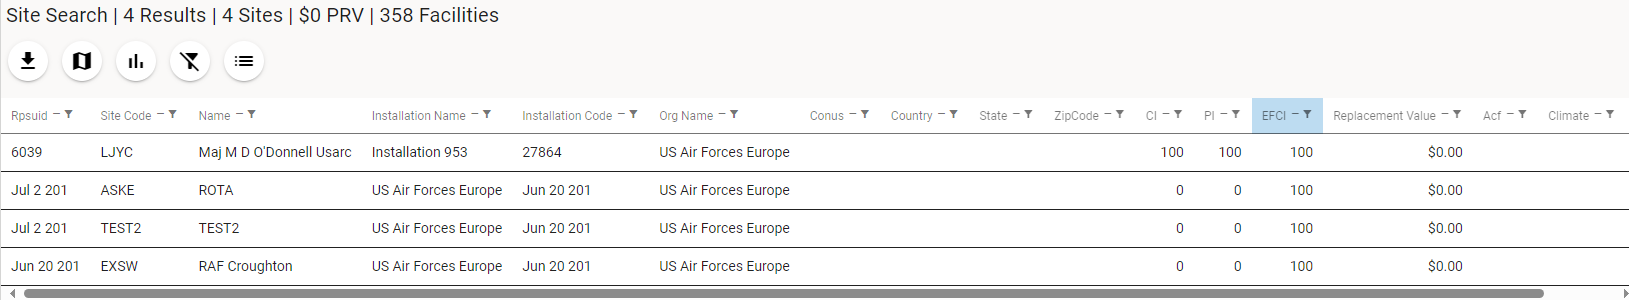 Site Search | 4 Results | 4 Sites | $0 PRV | 358 Facilities
Rpsuid Site Code Name Installation Name Installation Code Org Name Conus Country State ZipCode CI PI EFCI Replacement Value Acf Climate
6039 LJYC Maj M D O'Donnell Usarc Installation 953 27864 US Air Forces Europe 100 100 100 $0.00
Jul 2 201 ASKE ROTA US Air Forces Europe Jun 20 201 US Air Forces Europe 0 0 100 $0.00
Jul 2 201 TEST2 TEST2 US Air Forces Europe Jun 20 201 US Air Forces Europe 0 0 100 $0.00
Jun 20 201 EXSW RAF Croughton US Air Forces Europe Jun 20 201 US Air Forces Europe 0 0 100 $0.00